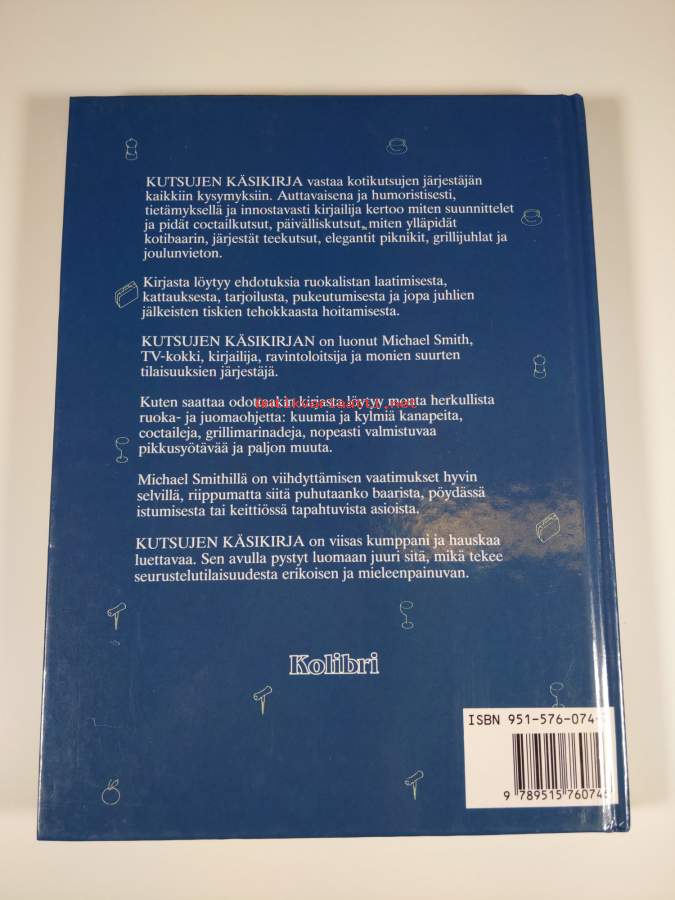 KUTSUJEN KÄSIKIRJA vastaa kotikutsujen järjestäjän
kaikkiin kysymyksiin. Auttavaisena ja humoristisesti,
tietämyksellä ja innostavasti kirjailija kertoo miten suunnittelet
ja pidät coctailkutsut, päivälliskutsut, miten ylläpidät
kotibaarin, järjestät teekutsut, elegantit piknikit, grillijuhlat ja
joulunvieton.
Kirjasta löytyy ehdotuksia ruokalistan laatimisesta,
kattauksesta, tarjoilusta, pukeutumisesta ja jopa juhlien
jälkeisten tiskien tehokkaasta hoitamisesta.
KUTSUJEN KÄSIKIRJAN on luonut Michael Smith,
TV-kokki, kirjailija, ravintoloitsija ja monien suurten
tilaisuuksien järjestäjä.
Kuten saattaa odottaakin kirjasta löytyy monta herkullista
ruoka- ja juomaohjetta: kuumia ja kylmiä kanapeita,
coctaileja, grillimarinadeja, nopeasti valmistuvaa
pikkusyötävää ja paljon muuta.
Michael Smithillä on viihdyttämisen vaatimukset hyvin
selvillä, riippumatta siitä puhutaanko baarista, pöydässä
istumisesta tai keittiössä tapahtuvista asioista.
KUTSUJEN KÄSIKIRJA on viisas kumppani ja hauskaa
luettavaa. Sen avulla pystyt luomaan juuri sitä, mikä tekee
seurustelutilaisuudesta erikoisen ja mieleenpainuvan.
Kolibri
ISBN 951-576-074-
9 789515 76074